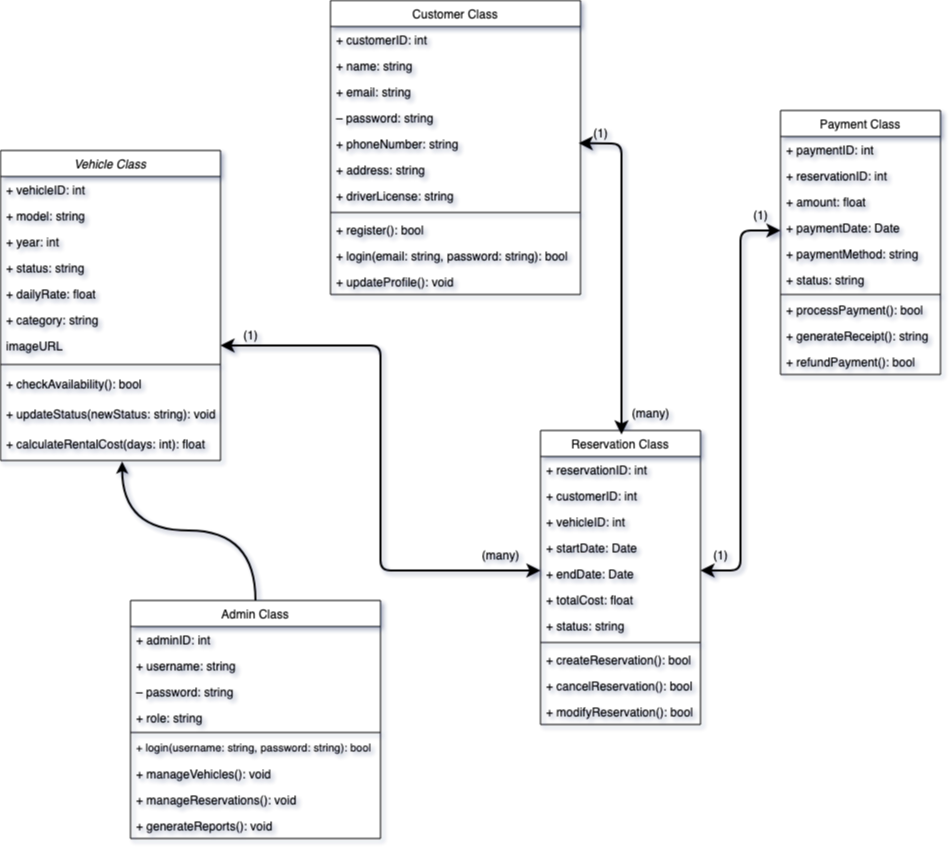 Customer Class
+ customerID: int
+ name: string
+ email: string
– password: string
+ phoneNumber: string
+ address: string
+ driverLicense: string
+ register(): bool
+ login(email: string, password: string): bool
+ updateProfile(): void
Payment Class
+ paymentID: int
+ reservationID: int
+ amount: float
+ paymentDate: Date
+ paymentMethod: string
+ status: string
+ processPayment(): bool
+ generateReceipt(): string
+ refundPayment(): bool
Vehicle Class
+ vehicleID: int
+ model: string
+ year: int
+ status: string
+ dailyRate: float
+ category: string
imageURL
+ checkAvailability(): bool
+ updateStatus(newStatus: string): void
+ calculateRentalCost(days: int): float
(1)
(1)
(1)
(many)
(many)
(1)
Reservation Class
+ reservationID: int
+ customerID: int
+ vehicleID: int
+ startDate: Date
+ endDate: Date
+ totalCost: float
+ status: string
+ createReservation(): bool
+ cancelReservation(): bool
+ modifyReservation(): bool
Admin Class
+ adminID: int
+ username: string
– password: string
+ role: string
+ login(username: string, password: string): bool
+ manageVehicles(): void
+ manageReservations(): void
+ generateReports(): void